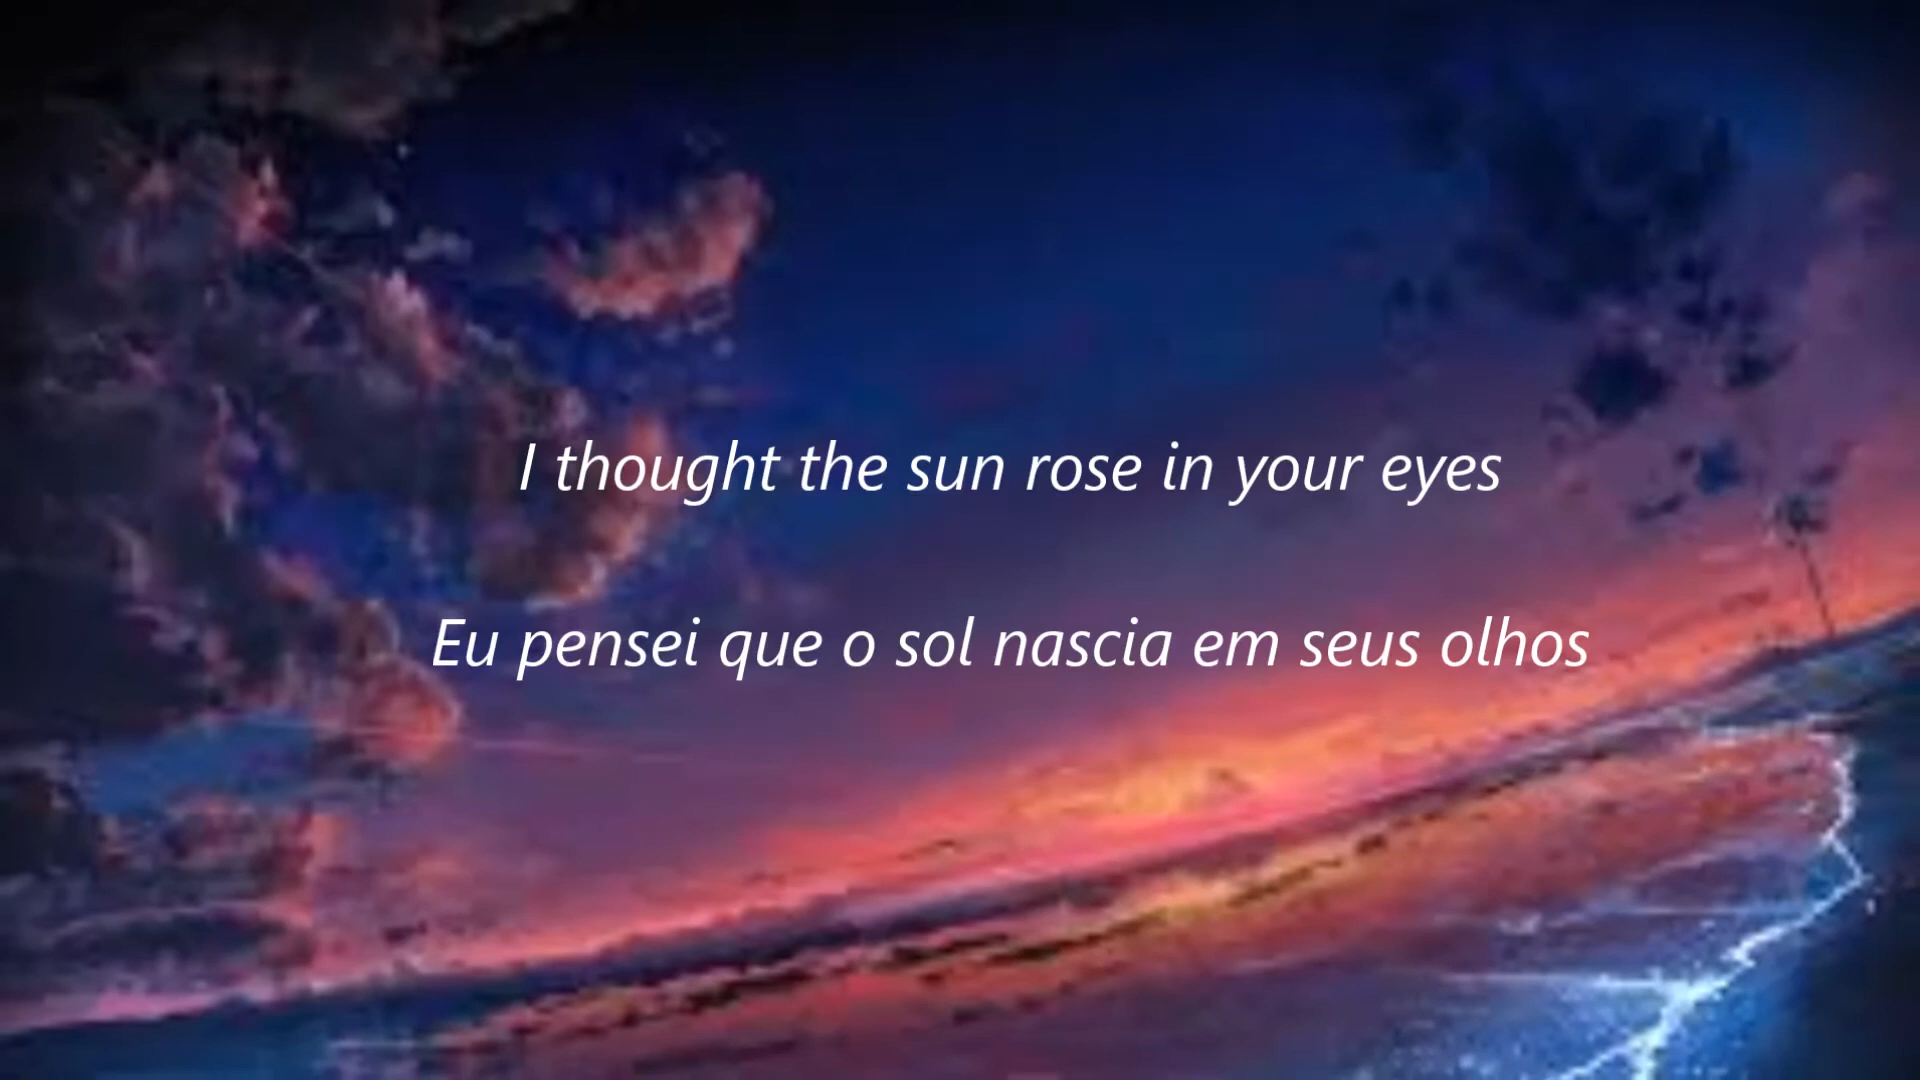 I thought the sun rose in your eyes
Eu pensei que o sol nascia em seus olhos